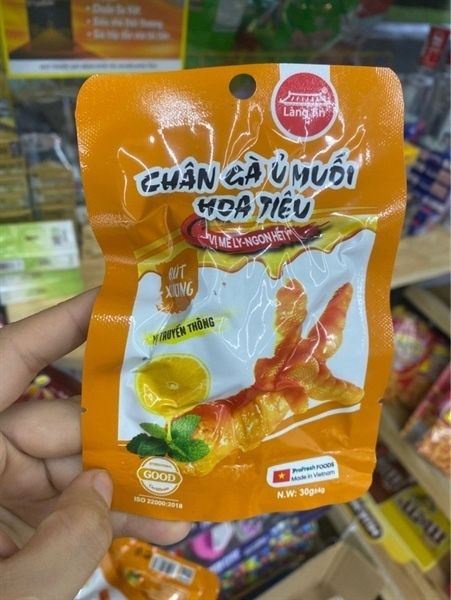 Làng Ăn
CHÂN GÀ Ủ MUỐI
HOA TIÊU
"VỊ MÊ LY-NGON HẾT Ý"
RÚT
XƯƠNG
VỊ TRUYỀN THỐNG
GOOD
ISO 22000:2018
ProFresh FOODS
Made in Vietnam
N.W: 30g±4g